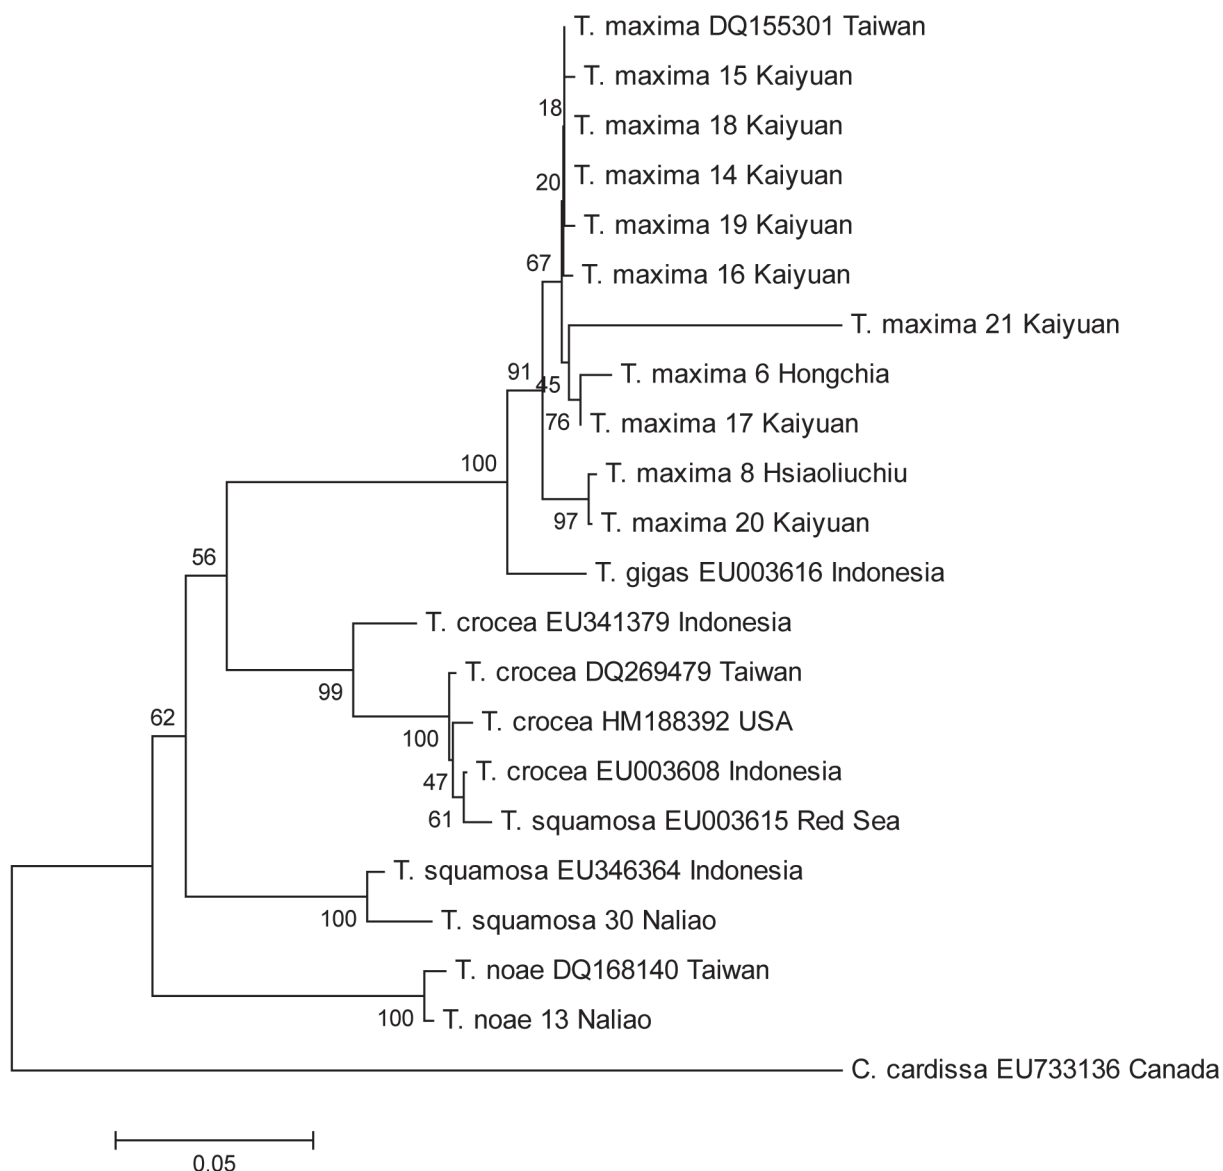 T. maxima DQ155301 Taiwan
T. maxima 15 Kaiyuan
18
T. maxima 18 Kaiyuan
T. maxima 14 Kaiyuan
20
T. maxima 19 Kaiyuan
67
T. maxima 16 Kaiyuan
T. maxima 21 Kaiyuan
91
45
T. maxima 6 Hongchia
76
T. maxima 17 Kaiyuan
100
T. maxima 8 Hsiaoliuchiu
97
T. maxima 20 Kaiyuan
56
T. gigas EU003616 Indonesia
T. crocea EU341379 Indonesia
99
T. crocea DQ269479 Taiwan
62
T. crocea HM188392 USA
100
T. crocea EU003608 Indonesia
47
61
T. squamosa EU003615 Red Sea
T. squamosa EU346364 Indonesia
100
T. squamosa 30 Naliao
T. noae DQ168140 Taiwan
100
T. noae 13 Naliao
C. cardissa EU733136 Canada
0.05